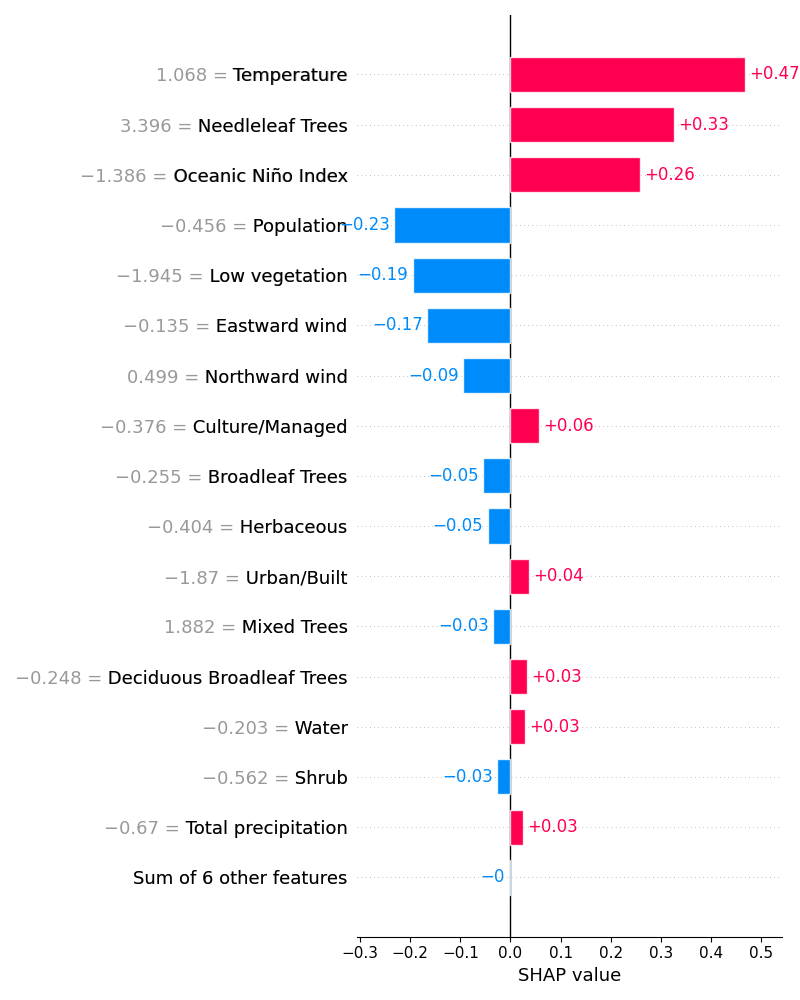 1.068 = Temperature +0.47
3.396 = Needleleaf Trees +0.33
−1.386 = Oceanic Niño Index +0.26
−0.456 = Population −0.23
−1.945 = Low vegetation −0.19
−0.135 = Eastward wind −0.17
0.499 = Northward wind −0.09
−0.376 = Culture/Managed +0.06
−0.255 = Broadleaf Trees −0.05
−0.404 = Herbaceous −0.05
−1.87 = Urban/Built +0.04
1.882 = Mixed Trees −0.03
−0.248 = Deciduous Broadleaf Trees +0.03
−0.203 = Water +0.03
−0.562 = Shrub −0.03
−0.67 = Total precipitation +0.03
Sum of 6 other features −0
−0.3 −0.2 −0.1 0.0 0.1 0.2 0.3 0.4 0.5
SHAP value